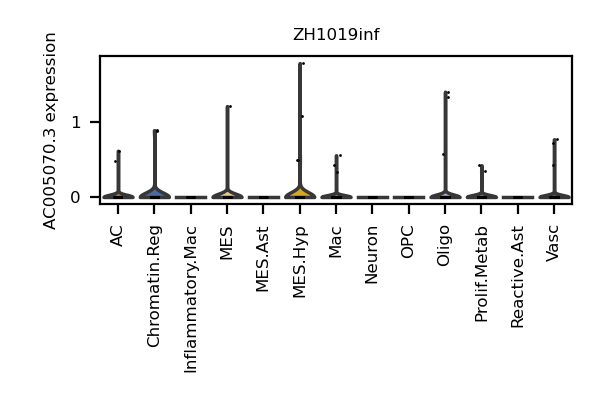 ZH1019inf
AC005070.3 expression
1
0
AC
Chromatin.Reg
Inflammatory.Mac
MES
MES.Ast
MES.Hyp
Mac
Neuron
OPC
Oligo
Prolif.Metab
Reactive.Ast
Vasc